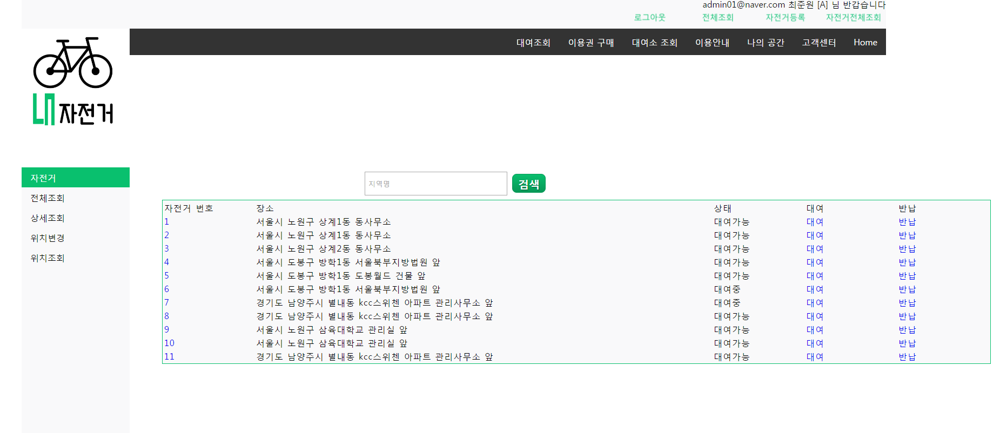 admin01@naver.com 최준원 [A] 님 반갑습니다
로그아웃 전체조회 자전거등록 자전거전체조회
대여조회 이용권 구매 대여소 조회 이용안내 나의 공간 고객센터 Home
자전거
자전거
전체조회
상세조회
위치변경
위치조회
지역명 검색
자전거 번호 장소 상태 대여 반납
1 서울시 노원구 상계1동 동사무소 대여가능 대여 반납
2 서울시 노원구 상계1동 동사무소 대여가능 대여 반납
3 서울시 노원구 상계2동 동사무소 대여가능 대여 반납
4 서울시 도봉구 방학1동 서울북부지방법원 앞 대여가능 대여 반납
5 서울시 도봉구 방학1동 도봉월드 건물 앞 대여가능 대여 반납
6 서울시 도봉구 방학1동 서울북부지방법원 앞 대여중 대여 반납
7 경기도 남양주시 별내동 kcc스위첸 아파트 관리사무소 앞 대여중 대여 반납
8 경기도 남양주시 별내동 kcc스위첸 아파트 관리사무소 앞 대여가능 대여 반납
9 서울시 노원구 삼육대학교 관리실 앞 대여가능 대여 반납
10 서울시 노원구 삼육대학교 관리실 앞 대여가능 대여 반납
11 경기도 남양주시 별내동 kcc스위첸 아파트 관리사무소 앞 대여가능 대여 반납